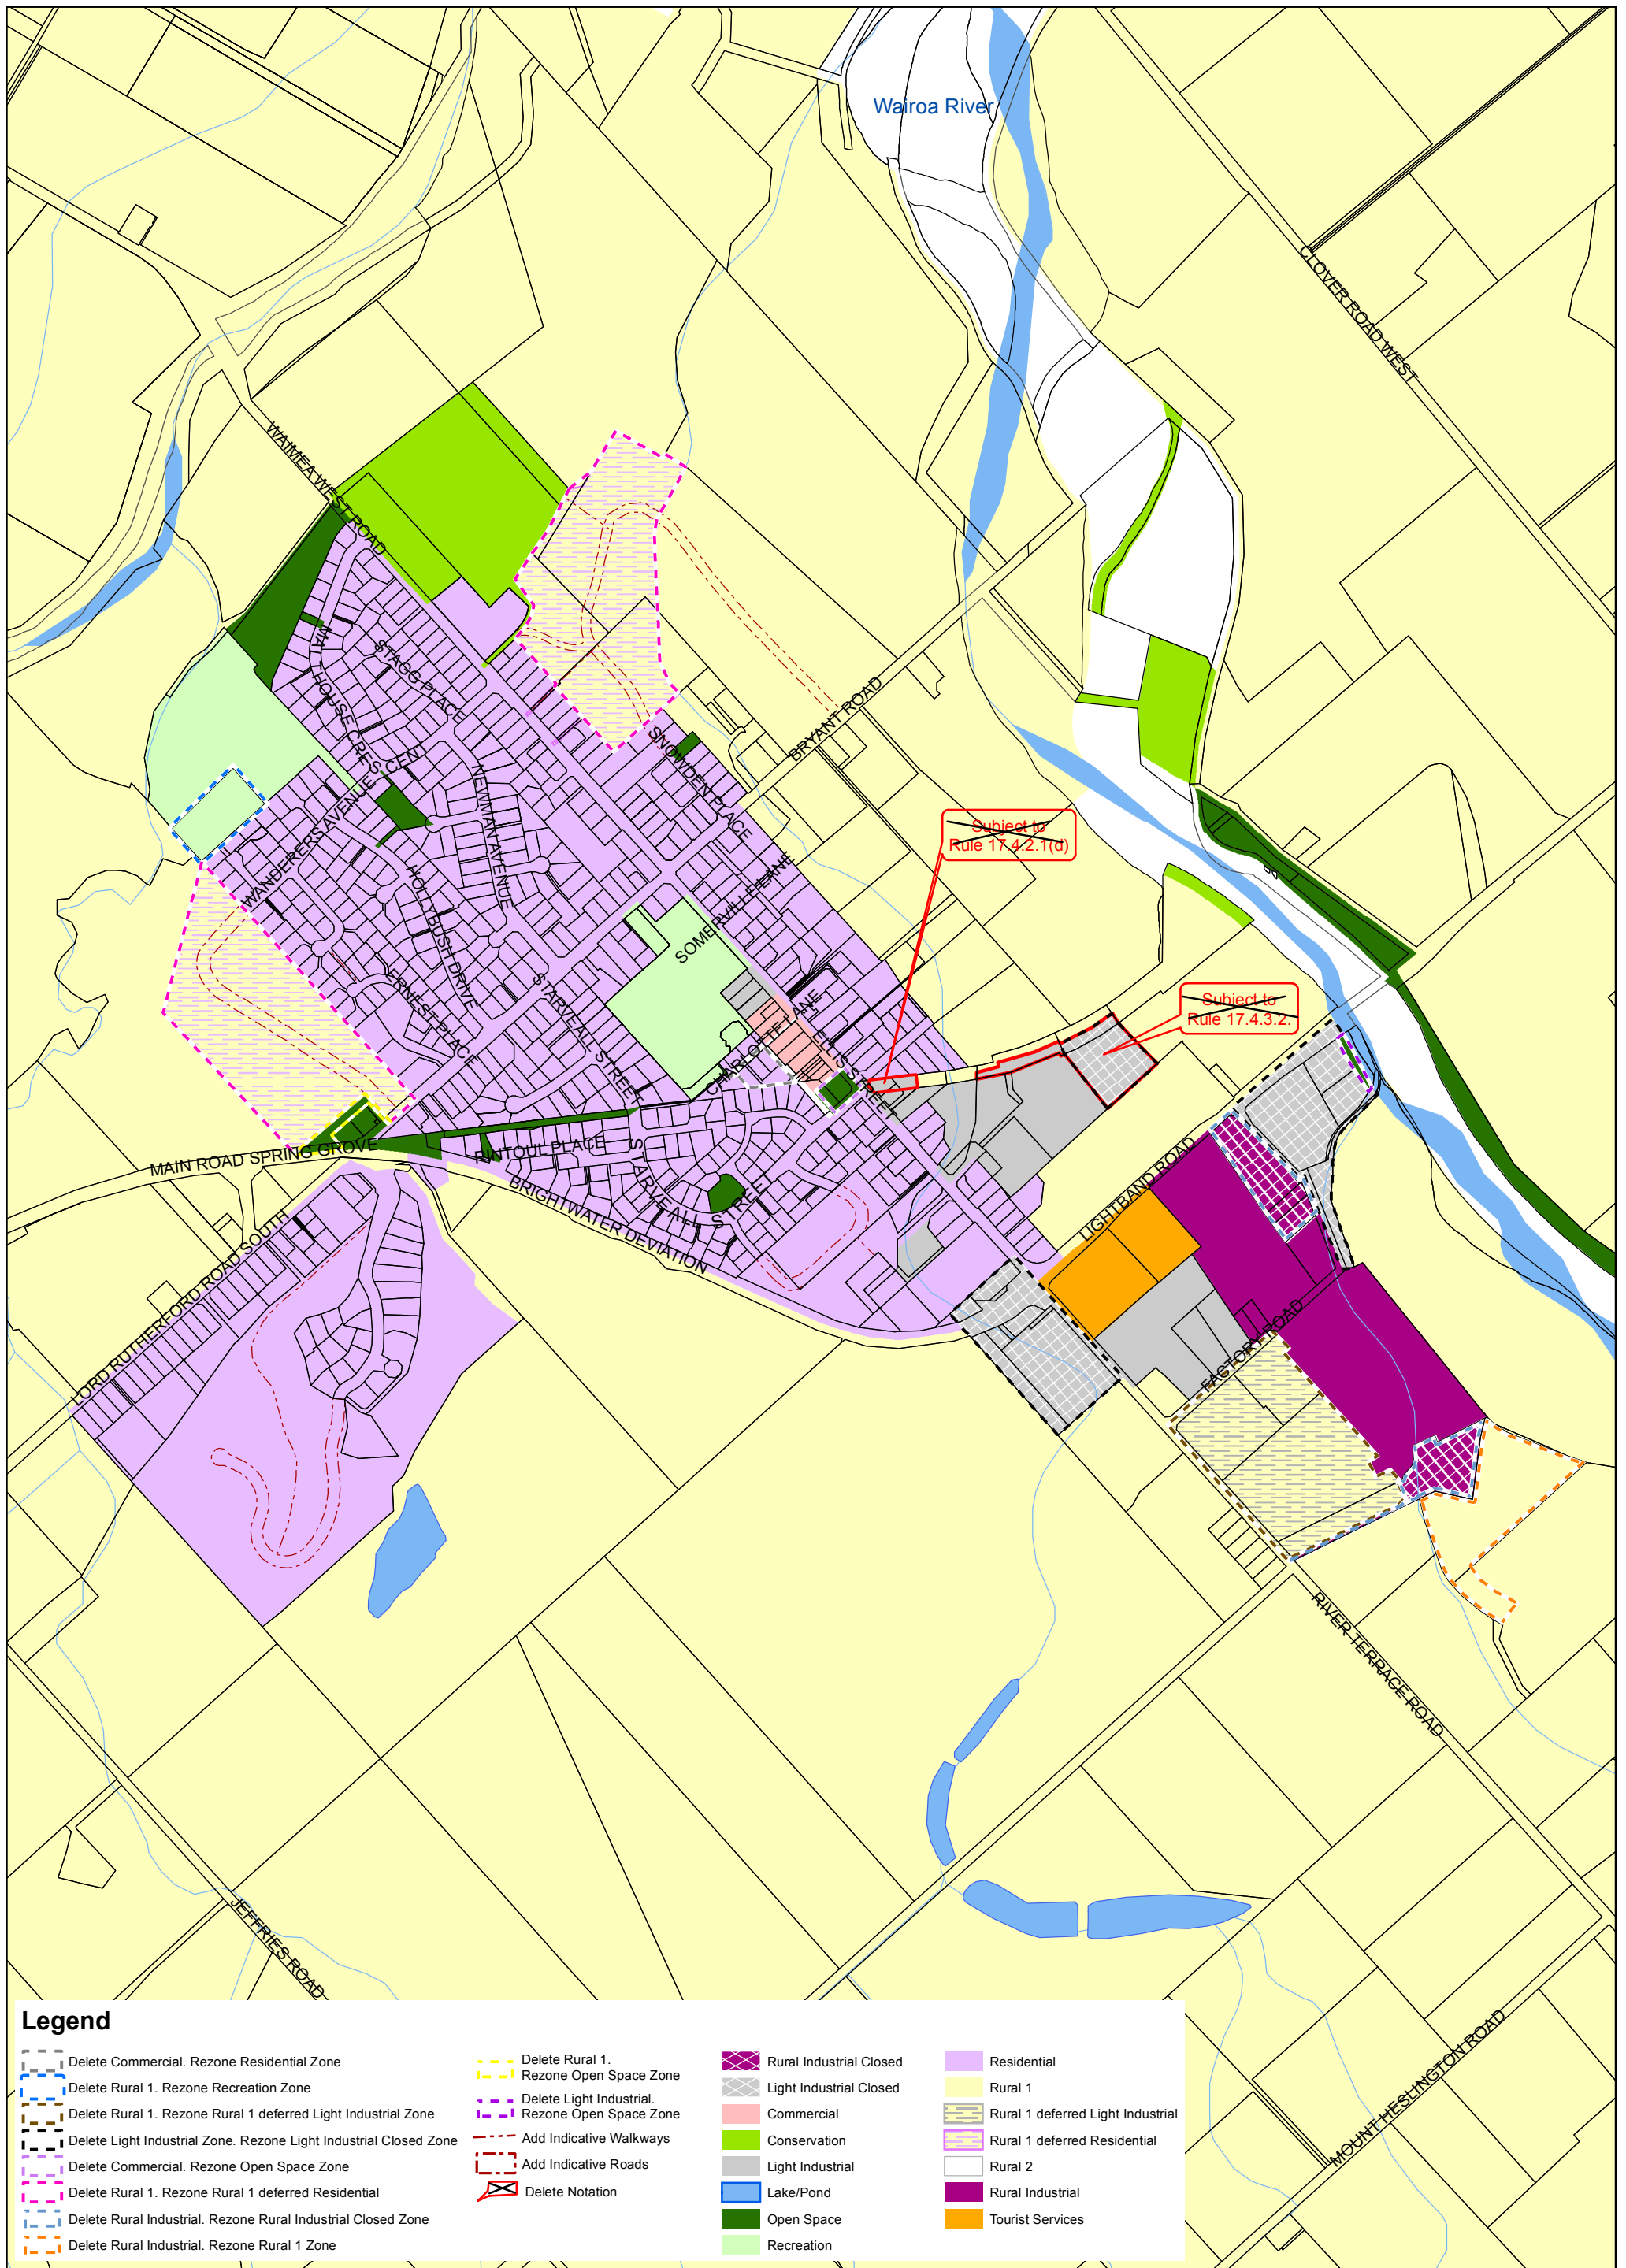 Wairoa River
CLOVER ROAD WEST
WAIMEA WEST ROAD
STAGG PLACE
WAI THOUSE CRESCENT
BRYANT ROAD
SNOWDEN PLACE
NEWMAN AVENUE
WANDERERS AVENUE
Subject to
Rule 17.4.2.1(d)
HOLLYBUSH DRIVE
SOMERVILLE LANE
ERNEST PLACE
STARVEALL STREET
CHARLOTTE LANE
ELLIS STREET
Subject to
Rule 17.4.3.2.
MAIN ROAD SPRING GROVE
RINTOUL PLACE
STARVEALL STREET
BRIGHTWATER DEVIATION
LIGHTBAND ROAD
LORD RUTHERFORD ROAD SOUTH
FACTORY ROAD
RIVER TERRACE ROAD
JEFFRIES ROAD
MOUNT HESLINGTON ROAD
Legend
Delete Commercial. Rezone Residential Zone
Delete Rural 1. Rezone Recreation Zone
Delete Rural 1. Rezone Rural 1 deferred Light Industrial Zone
Delete Light Industrial Zone. Rezone Light Industrial Closed Zone
Delete Commercial. Rezone Open Space Zone
Delete Rural 1. Rezone Rural 1 deferred Residential
Delete Rural Industrial. Rezone Rural Industrial Closed Zone
Delete Rural Industrial. Rezone Rural 1 Zone
Delete Rural 1.
Rezone Open Space Zone
Delete Light Industrial.
Rezone Open Space Zone
Add Indicative Walkways
Add Indicative Roads
Delete Notation
Rural Industrial Closed
Light Industrial Closed
Commercial
Conservation
Light Industrial
Lake/Pond
Open Space
Recreation
Residential
Rural 1
Rural 1 deferred Light Industrial
Rural 1 deferred Residential
Rural 2
Rural Industrial
Tourist Services